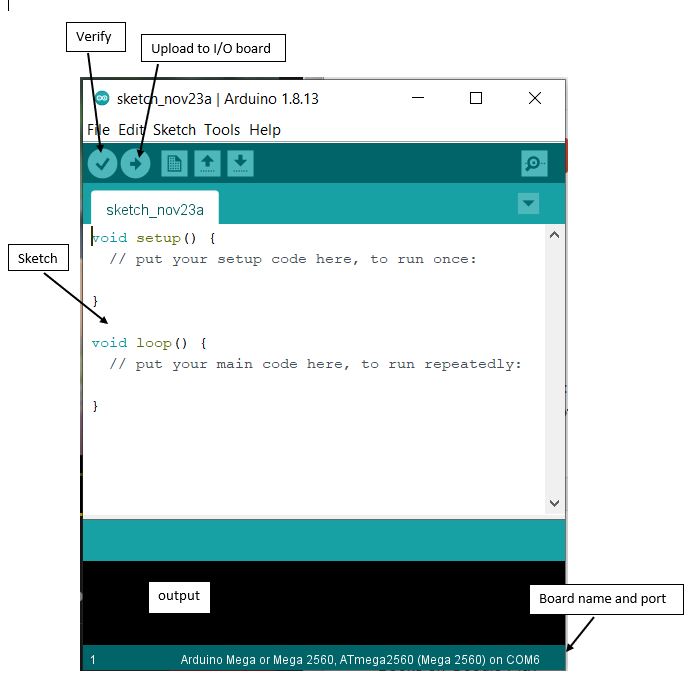 Verify
Upload to I/O board
sketch_nov23a | Arduino 1.8.13
File Edit Sketch Tools Help
sketch_nov23a
void setup() {
// put your setup code here, to run once:
}
Sketch
void loop() {
// put your main code here, to run repeatedly:
}
output
Board name and port
1 Arduino Mega or Mega 2560, ATmega2560 (Mega 2560) on COM6